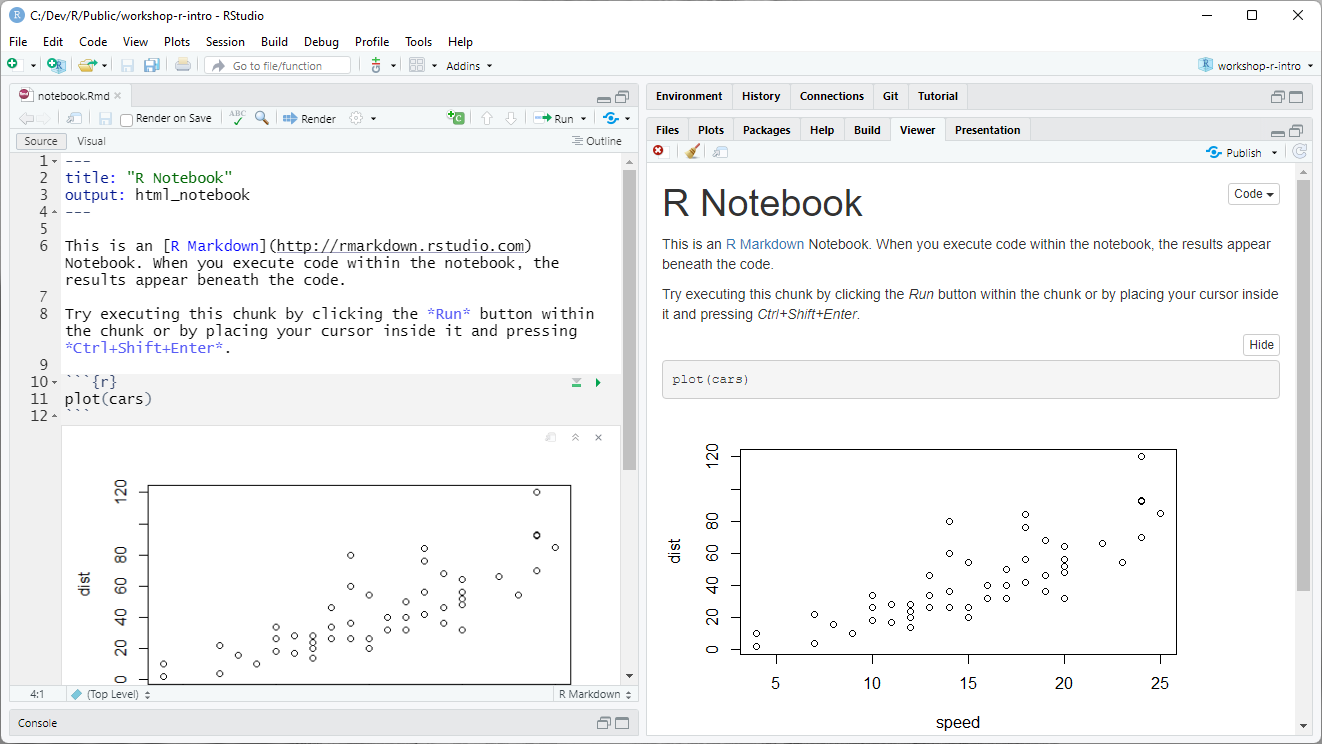 C:/Dev/R/Public/workshop-r-intro - RStudio
File Edit Code View Plots Session Build Debug Profile Tools Help
Go to file/function Addins workshop-r-intro
notebook.Rmd
Render on Save ABC Render Run
Source Visual Outline
1 ---
2 title: "R Notebook"
3 output: html_notebook
4 ---
5
6 This is an [R Markdown](http://rmarkdown.rstudio.com)
Notebook. When you execute code within the notebook, the
results appear beneath the code.
7
8 Try executing this chunk by clicking the *Run* button within
the chunk or by placing your cursor inside it and pressing
*Ctrl+Shift+Enter*.
9
10 ```{r}
11 plot(cars)
12 ```
120
80
60
40
20
0
dist
4:1 (Top Level) R Markdown
Console
Environment History Connections Git Tutorial
Files Plots Packages Help Build Viewer Presentation
Publish
R Notebook
Code
This is an R Markdown Notebook. When you execute code within the notebook, the results appear
beneath the code.
Try executing this chunk by clicking the Run button within the chunk or by placing your cursor inside
it and pressing Ctrl+Shift+Enter.
Hide
plot(cars)
120
80
60
40
20
0
dist
5 10 15 20 25
speed